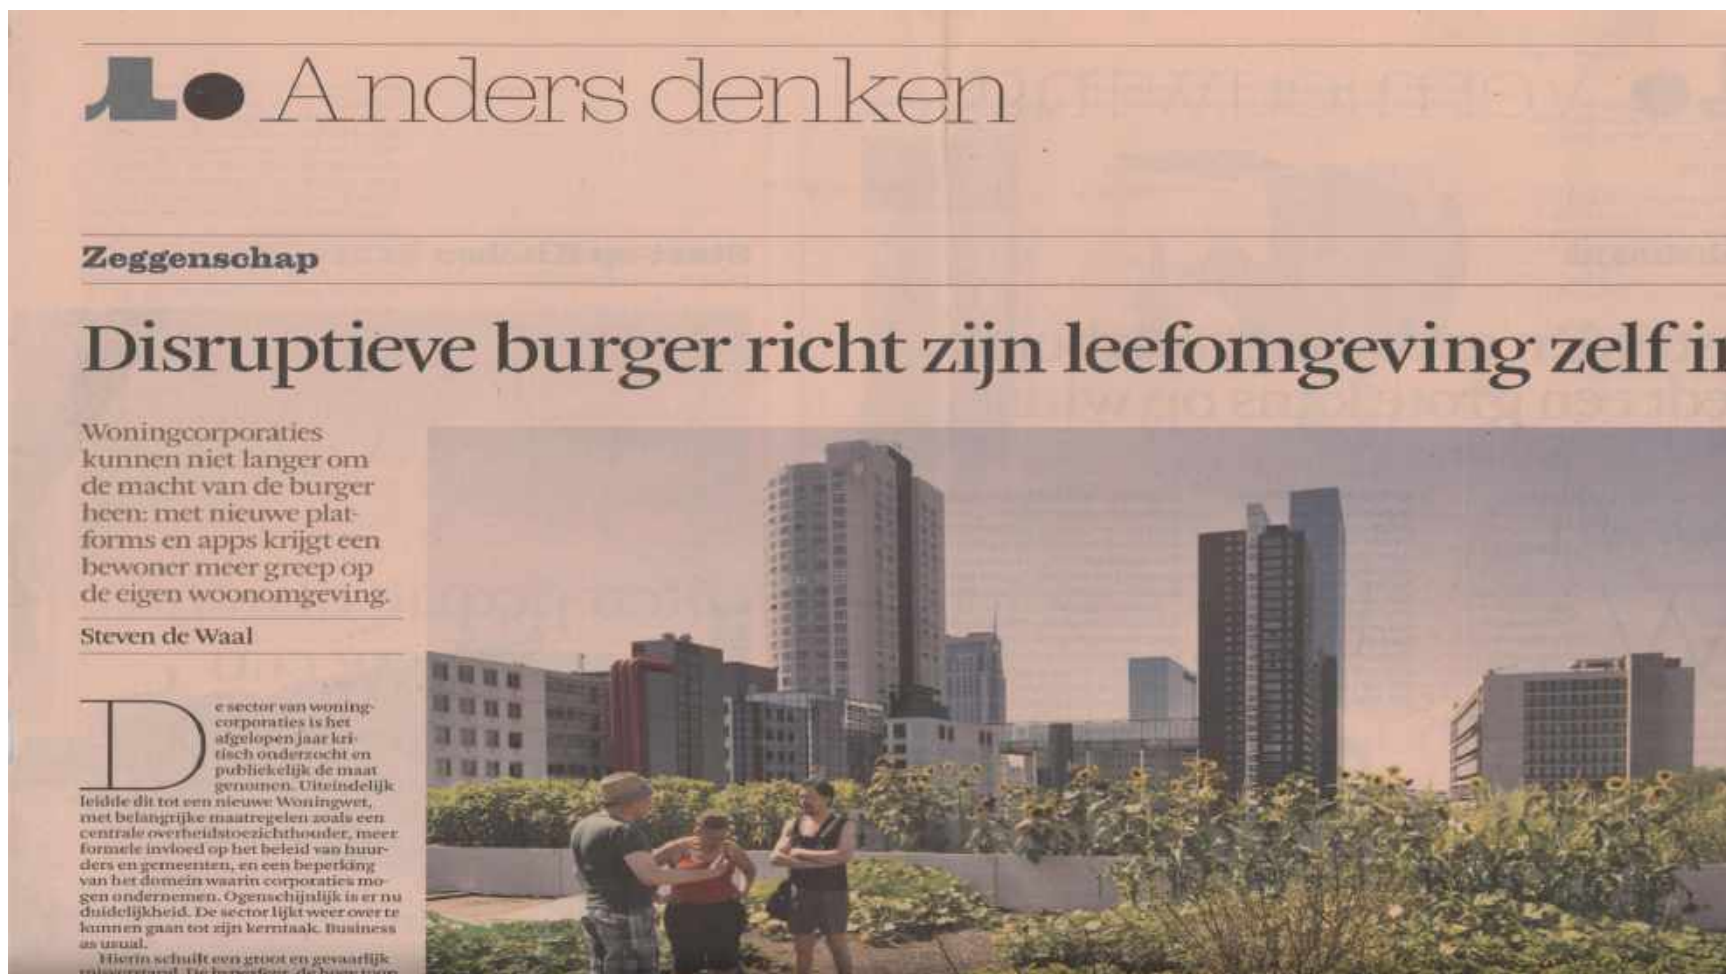 Anders denken
Zeggenschap
Disruptieve burger richt zijn leefomgeving zelf in
Woningcorporaties
kunnen niet langer om
de macht van de burger
heen: met nieuwe plat-
forms en apps krijgt een
bewoner meer greep op
de eigen woonomgeving.
Steven de Waal
De sector van woning-
corporaties is het
afgelopen jaar kri-
tisch onderzocht en
publiekelijk de maat
genomen. Uiteindelijk
leidde dit tot een nieuwe Woningwet,
met belangrijke maatregelen zoals een
centrale overheidstoezichthouder, meer
formele invloed op het beleid van huur-
ders en gemeenten, en een beperking
van het domein waarin corporaties mo-
gen ondernemen. Ogenschijnlijk is er nu
duidelijkheid. De sector lijkt weer over te
kunnen gaan tot zijn kerntaak. Business
as usual.
Hierin schuilt een groot en gevaarlijk